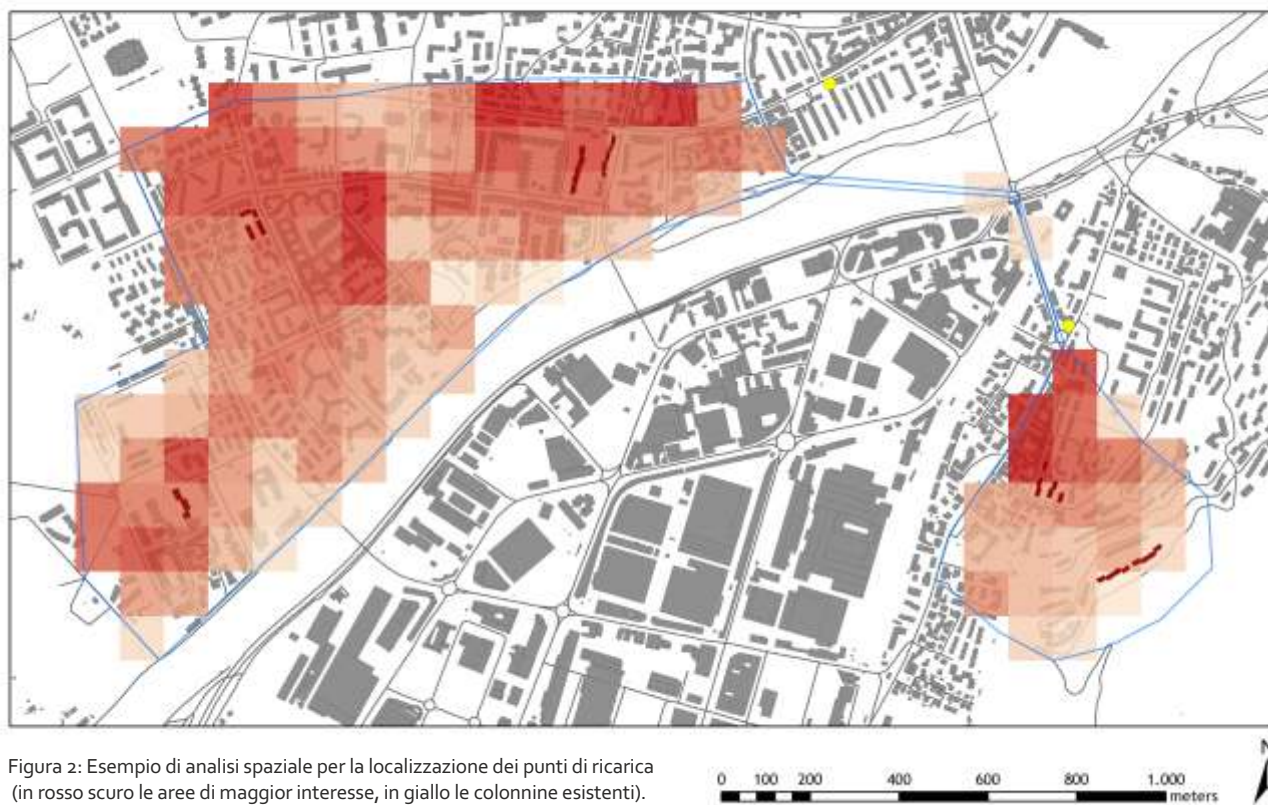 Figura 2: Esempio di analisi spaziale per la localizzazione dei punti di ricarica
(in rosso scuro le aree di maggior interesse, in giallo le colonnine esistenti).
0 100 200 400 600 800 1.000
meters
N